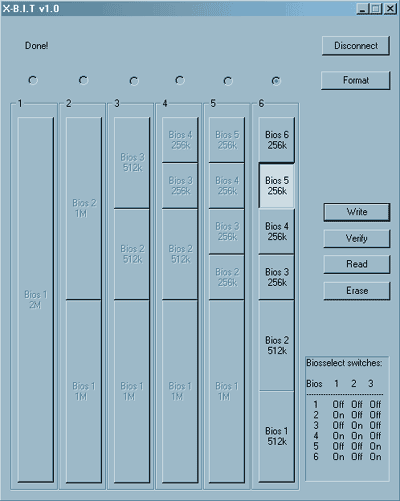 X-B.I.T v1.0
Done!
Disconnect
Format
1
2
3
4
5
6
Bios 1
2M
Bios 2
1M
Bios 1
1M
Bios 3
512k
Bios 2
512k
Bios 1
1M
Bios 4
256k
Bios 3
256k
Bios 2
512k
Bios 1
1M
Bios 5
256k
Bios 4
256k
Bios 3
256k
Bios 2
256k
Bios 1
1M
Bios 6
256k
Bios 5
256k
Bios 4
256k
Bios 3
256k
Bios 2
512k
Bios 1
512k
Write
Verify
Read
Erase
Biosselect switches:
Bios 1 2 3
1 Off Off Off
2 On Off Off
3 Off On Off
4 On On Off
5 Off Off On
6 On Off On